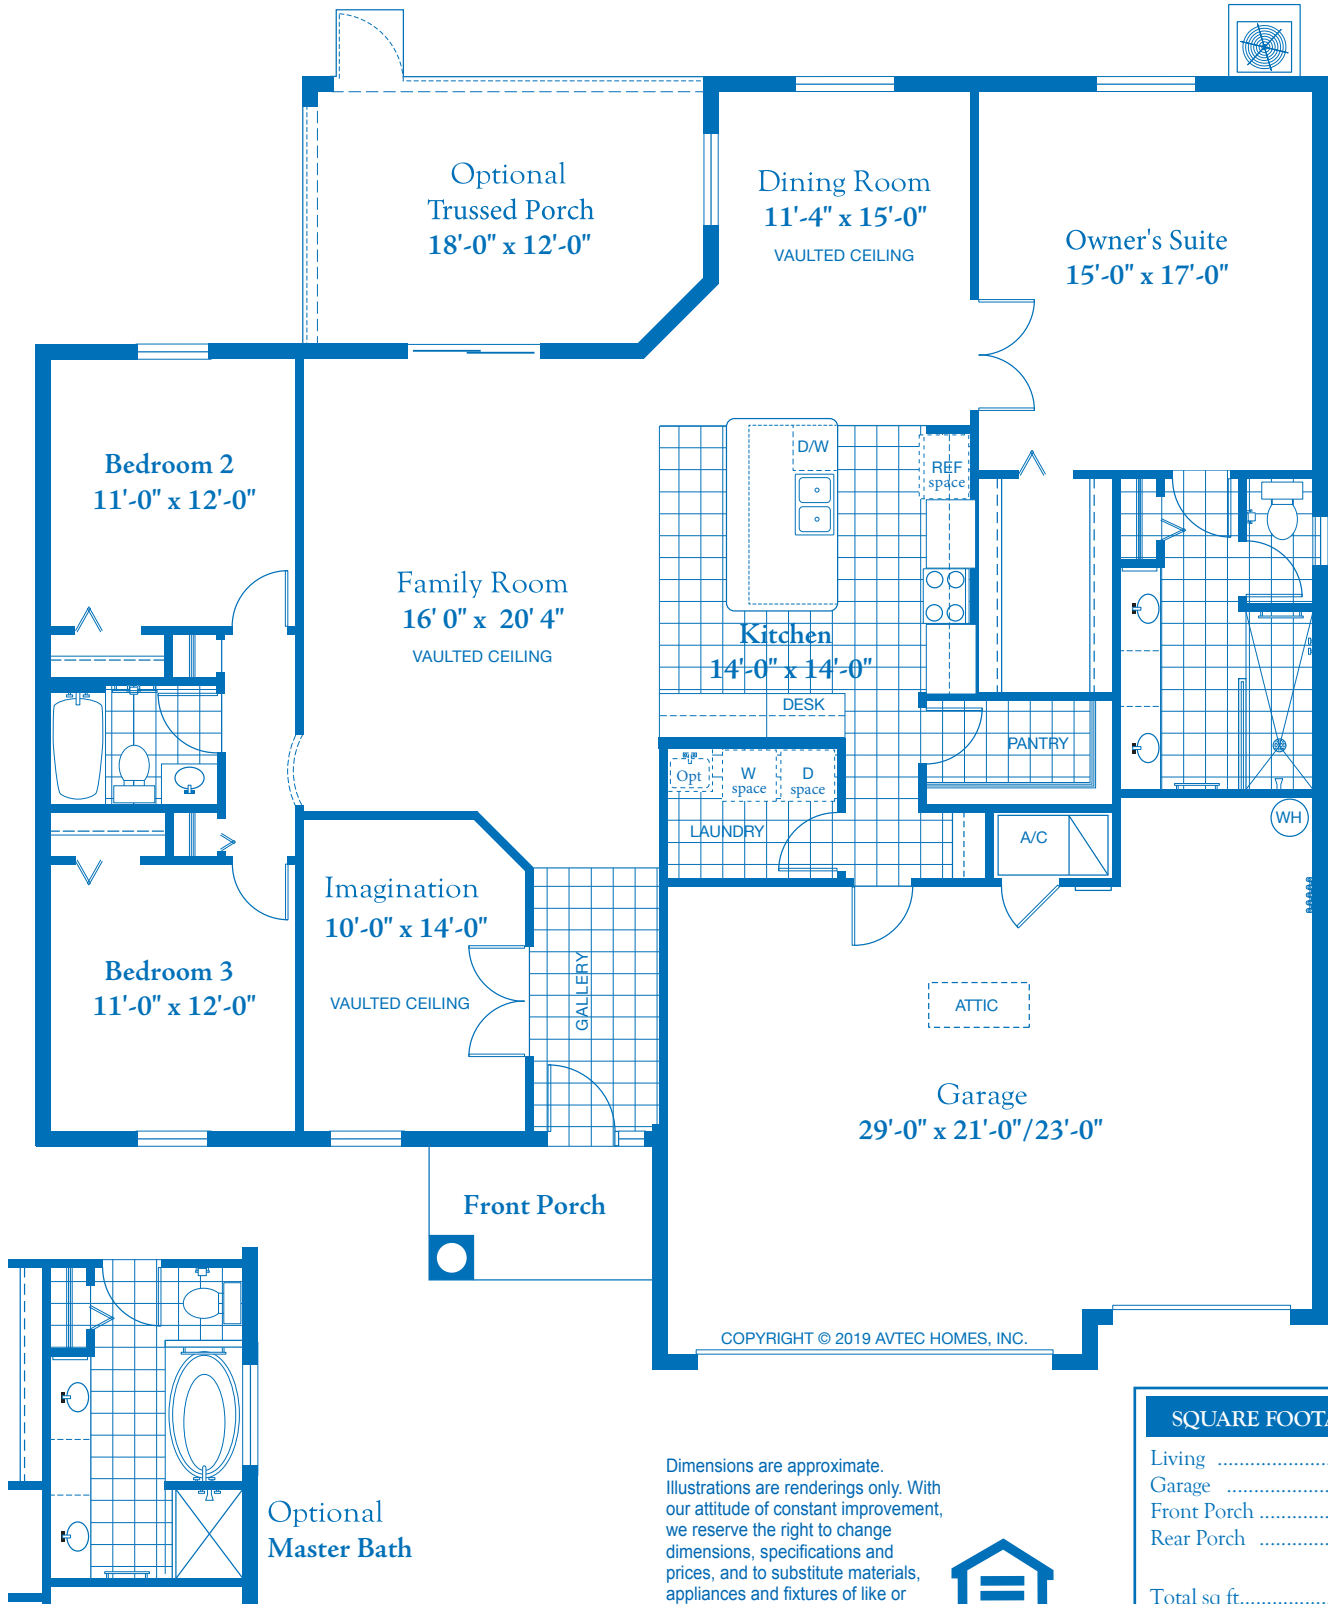 Optional
Trussed Porch
18'-0" x 12'-0"
Dining Room
11'-4" x 15'-0"
VAULTED CEILING
Owner's Suite
15'-0" x 17'-0"
Bedroom 2
11'-0" x 12'-0"
D/W
REF
space
Family Room
16' 0" x 20' 4"
VAULTED CEILING
Kitchen
14'-0" x 14'-0"
DESK
PANTRY
Opt
W
space
D
space
LAUNDRY
A/C
WH
Imagination
10'-0" x 14'-0"
VAULTED CEILING
GALLERY
Bedroom 3
11'-0" x 12'-0"
ATTIC
Garage
29'-0" x 21'-0"/23'-0"
Front Porch
COPYRIGHT © 2019 AVTEC HOMES, INC.
Optional
Master Bath
Dimensions are approximate.
Illustrations are renderings only. With
our attitude of constant improvement,
we reserve the right to change
dimensions, specifications and
prices, and to substitute materials,
appliances and fixtures of like or
SQUARE FOOTA
Living ......................
Garage ....................
Front Porch ..............
Rear Porch ..............
Total sq ft.................